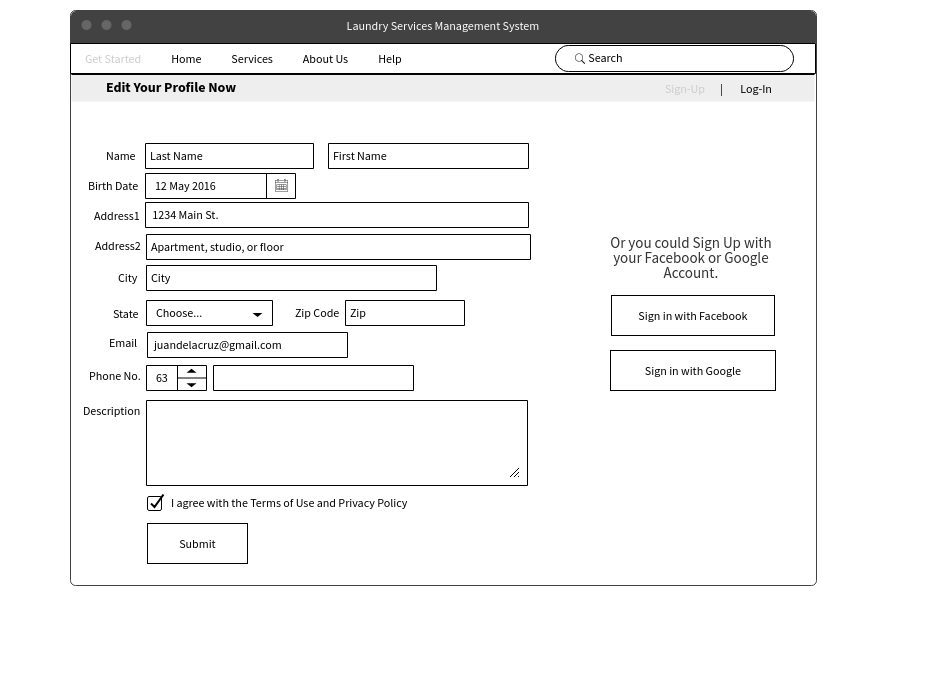 Laundry Services Management System
Get Started Home Services About Us Help Search
Edit Your Profile Now Sign-Up | Log-In
Name Last Name First Name
Birth Date 12 May 2016
Address1 1234 Main St.
Address2 Apartment, studio, or floor
City City
State Choose... Zip Code Zip
Email juandelacruz@gmail.com
Phone No. 63
Description
I agree with the Terms of Use and Privacy Policy
Submit
Or you could Sign Up with
your Facebook or Google
Account.
Sign in with Facebook
Sign in with Google